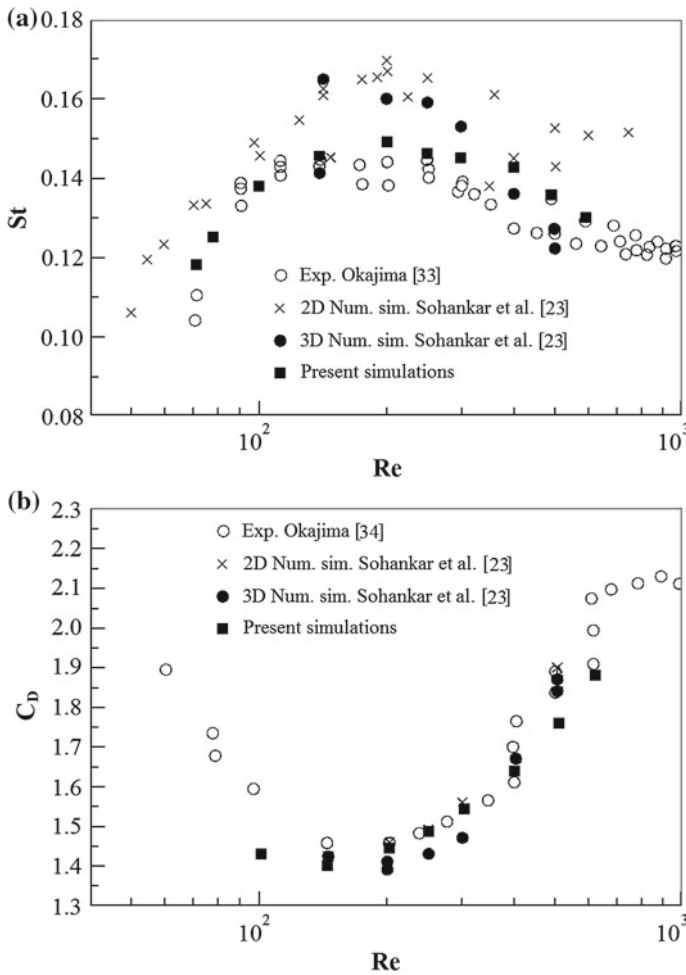 (a)
0.18
0.16
0.14
0.12
0.10
0.08
St
Exp. Okajima [33]
2D Num. sim. Sohankar et al. [23]
3D Num. sim. Sohankar et al. [23]
Present simulations
10²
10³
Re
(b)
2.3
2.2
2.1
2.0
1.9
1.8
1.7
1.6
1.5
1.4
1.3
C_D
Exp. Okajima [34]
2D Num. sim. Sohankar et al. [23]
3D Num. sim. Sohankar et al. [23]
Present simulations
10²
10³
Re